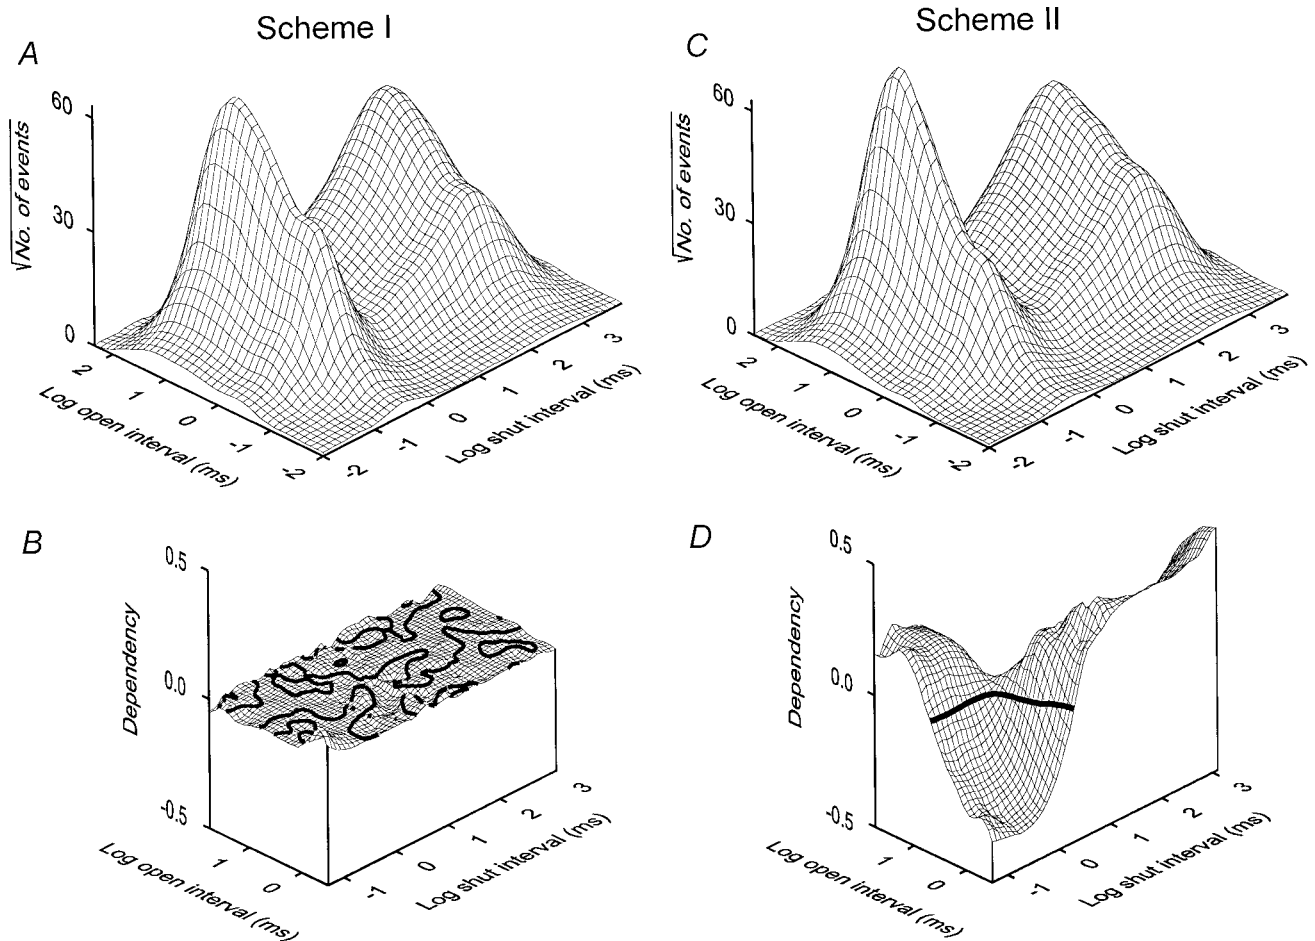 Scheme I
Scheme II
A
√No. of events
60
30
0
2
1
0
-1
-2
Log open interval (ms)
-2
-1
0
1
2
3
Log shut interval (ms)
C
√No. of events
60
30
0
2
1
0
-1
-2
Log open interval (ms)
-2
-1
0
1
2
3
Log shut interval (ms)
B
Dependency
0.5
0.0
-0.5
1
0
Log open interval (ms)
-1
0
1
2
3
Log shut interval (ms)
D
Dependency
0.5
0.0
-0.5
1
0
Log open interval (ms)
-1
0
1
2
3
Log shut interval (ms)